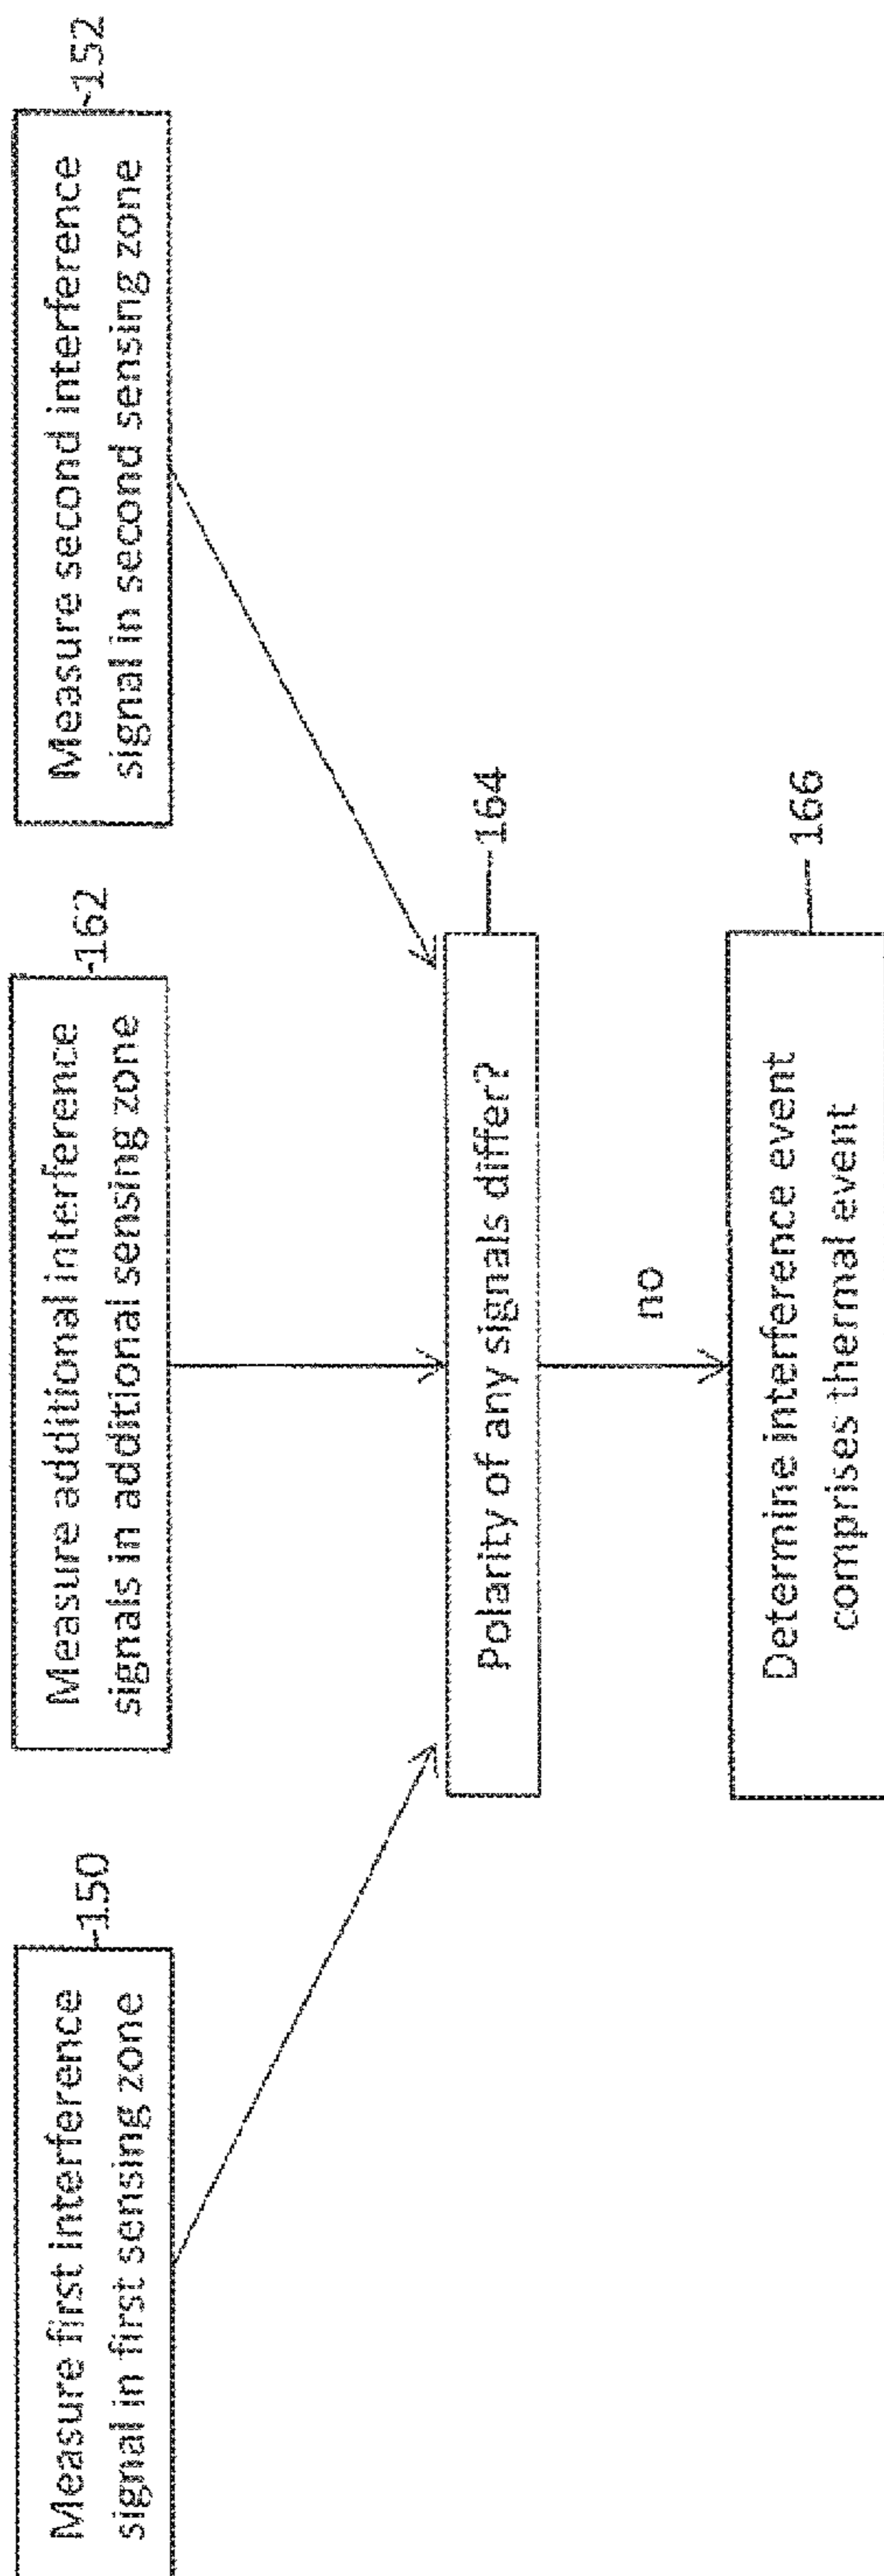 Measure first interference
signal in first sensing zone
150
Measure additional interference
signals in additional sensing zone
162
Measure second interference
signal in second sensing zone
152
Polarity of any signals differ?
164
no
Determine interference event
comprises thermal event
166